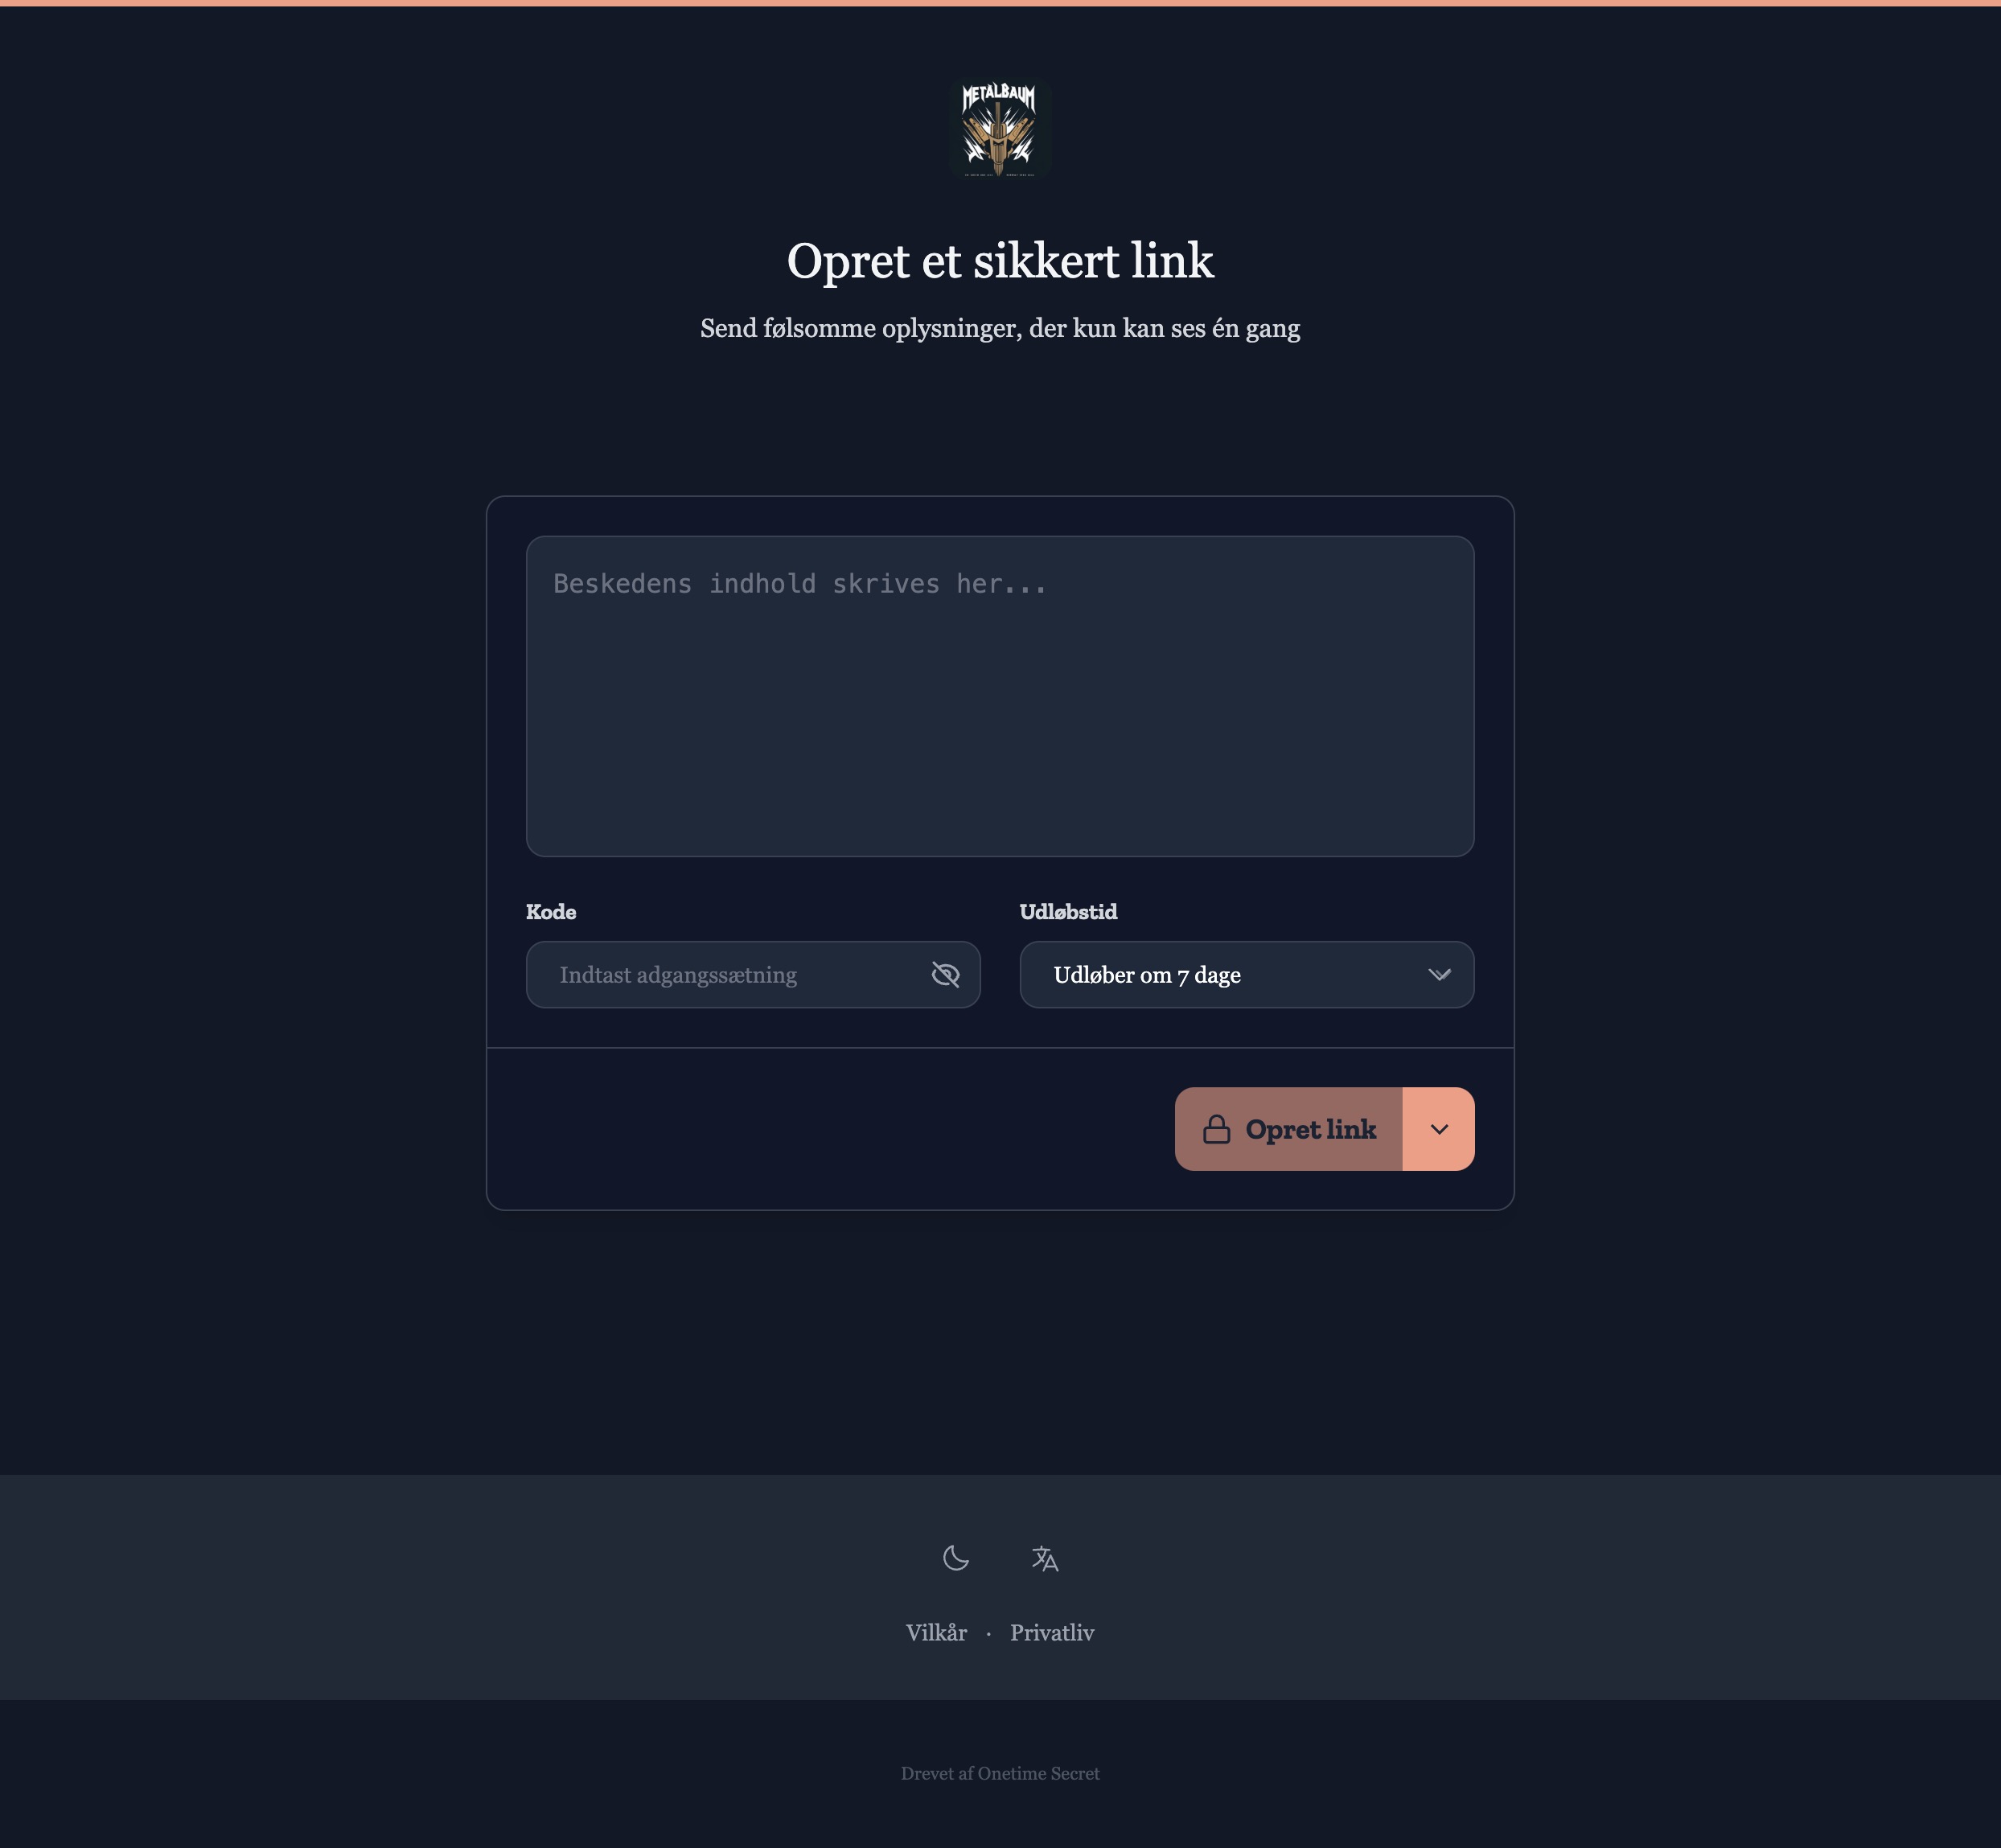 METALBAUM
Opret et sikkert link
Send følsomme oplysninger, der kun kan ses én gang
Beskedens indhold skrives her...
Kode
Udløbstid
Indtast adgangssætning
Udløber om 7 dage
Opret link
Vilkår · Privatliv
Drevet af Onetime Secret